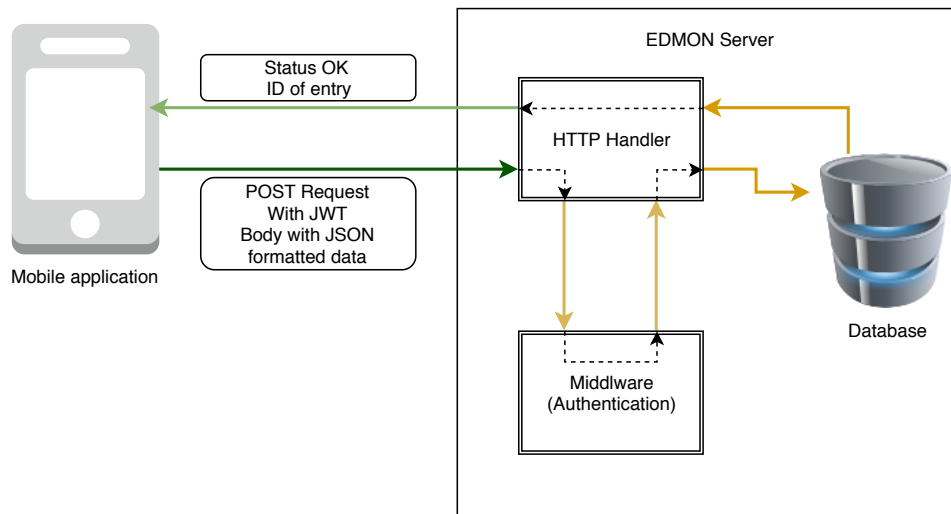 EDMON Server
Status OK
ID of entry
HTTP Handler
POST Request
With JWT
Body with JSON
formatted data
Mobile application
Database
Middlware
(Authentication)